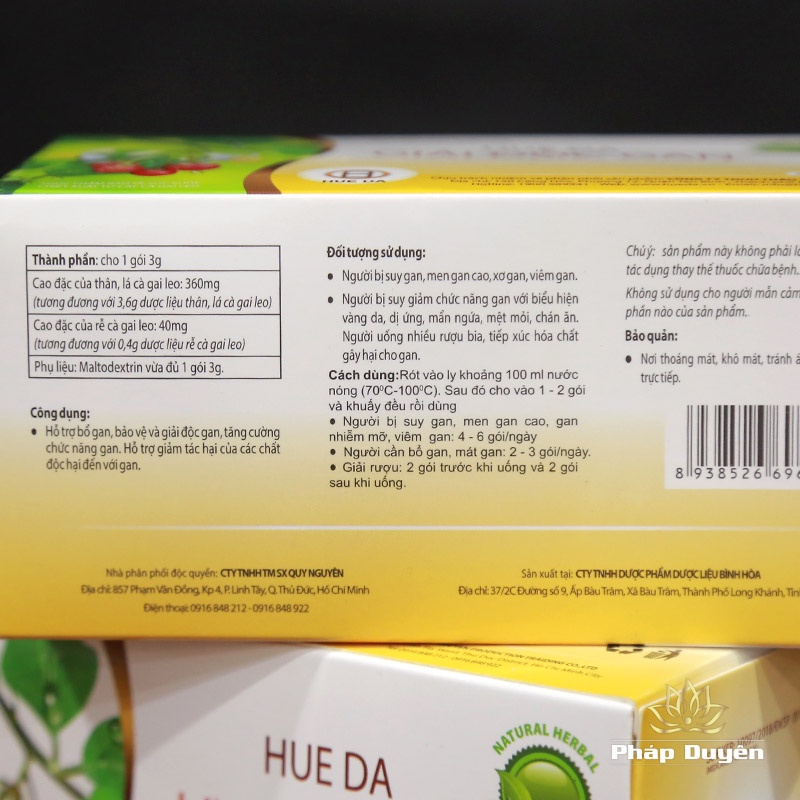 HUE DA
Thành phần: cho 1 gói 3g
Cao đặc của thân, lá cà gai leo: 360mg
(tương đương với 3,6g dược liệu thân, lá cà gai leo)
Cao đặc của rễ cà gai leo: 40mg
(tương đương với 0,4g dược liệu rễ cà gai leo)
Phụ liệu: Maltodextrin vừa đủ 1 gói 3g.
Công dụng:
● Hỗ trợ bổ gan, bảo vệ và giải độc gan, tăng cường
chức năng gan. Hỗ trợ giảm tác hại của các chất
độc hại đến với gan.
Đối tượng sử dụng:
● Người bị suy gan, men gan cao, xơ gan, viêm gan.
● Người bị suy giảm chức năng gan với biểu hiện
vàng da, dị ứng, mẩn ngứa, mệt mỏi, chán ăn.
Người uống nhiều rượu bia, tiếp xúc hóa chất
gây hại cho gan.
Cách dùng:Rót vào ly khoảng 100 ml nước
nóng (70⁰C-100⁰C). Sau đó cho vào 1 - 2 gói
và khuấy đều rồi dùng
● Người bị suy gan, men gan cao, gan
nhiễm mỡ, viêm gan: 4 - 6 gói/ngày
● Người cần bổ gan, mát gan: 2 - 3 gói/ngày.
● Giải rượu: 2 gói trước khi uống và 2 gói
sau khi uống.
Chú ý: sản phẩm này không phải là
tác dụng thay thế thuốc chữa bệnh.
Không sử dụng cho người mẫn cảm
phần nào của sản phẩm.
Bảo quản:
● Nơi thoáng mát, khô mát, tránh á
trực tiếp.
8 938526 696
Nhà phân phối độc quyền: CTY TNHH TM SX QUY NGUYÊN
Địa chỉ: 857 Phạm Văn Đồng, Kp 4, P. Linh Tây, Q. Thủ Đức, Hồ Chí Minh
Điện thoại: 0916 848 212 - 0916 848 922
Sản xuất tại: CTY TNHH DƯỢC PHẨM DƯỢC LIỆU BÌNH HÒA
Địa chỉ: 37/2C Đường số 9, Ấp Bàu Trâm, Xã Bàu Trâm, Thành Phố Long Khánh, Tỉn
HUE DA
NATURAL HERBAL
Pháp Duyên